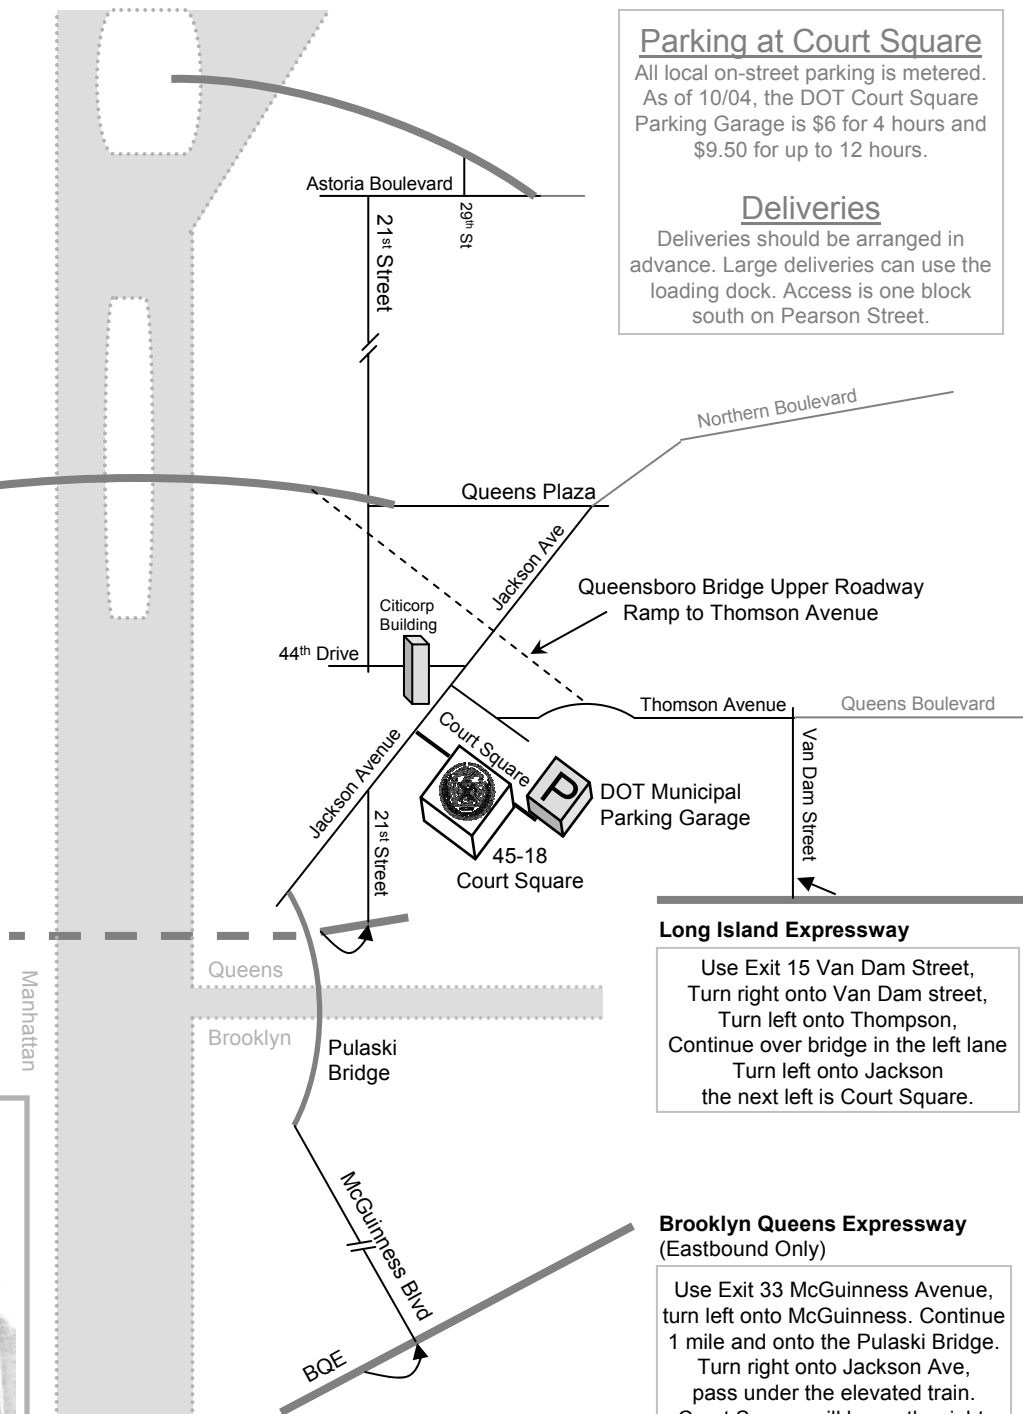 Parking at Court Square
All local on-street parking is metered.
As of 10/04, the DOT Court Square
Parking Garage is $6 for 4 hours and
$9.50 for up to 12 hours.
Deliveries
Deliveries should be arranged in
advance. Large deliveries can use the
loading dock. Access is one block
south on Pearson Street.
Astoria Boulevard
29th St
21st Street
Northern Boulevard
Queens Plaza
Jackson Ave
Queensboro Bridge Upper Roadway
Ramp to Thomson Avenue
Citicorp
Building
44th Drive
Thomson Avenue
Queens Boulevard
Court Square
Jackson Avenue
Van Dam Street
P
DOT Municipal
Parking Garage
21st Street
45-18
Court Square
Long Island Expressway
Use Exit 15 Van Dam Street,
Turn right onto Van Dam street,
Turn left onto Thompson,
Continue over bridge in the left lane
Turn left onto Jackson
the next left is Court Square.
Queens
Manhattan
Brooklyn
Pulaski
Bridge
McGuinness Blvd
BQE
Brooklyn Queens Expressway
(Eastbound Only)
Use Exit 33 McGuinness Avenue,
turn left onto McGuinness. Continue
1 mile and onto the Pulaski Bridge.
Turn right onto Jackson Ave,
pass under the elevated train.
Court Square will be on the right